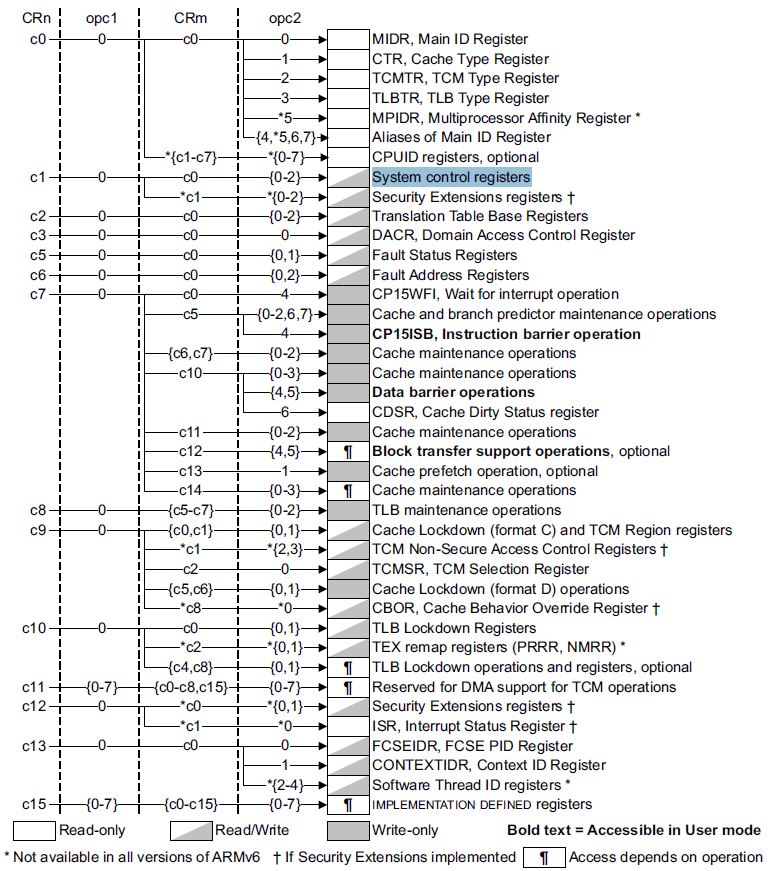 CRn opc1 CRm opc2
c0 0 c0 0 MIDR, Main ID Register
1 CTR, Cache Type Register
2 TCMTR, TCM Type Register
3 TLBTR, TLB Type Register
*5 MPIDR, Multiprocessor Affinity Register *
{4,*5,6,7} Aliases of Main ID Register
*{c1-c7} *{0-7} CPUID registers, optional
c1 0 c0 {0-2} System control registers
*c1 *{0-2} Security Extensions registers †
c2 0 c0 {0-2} Translation Table Base Registers
c3 0 c0 0 DACR, Domain Access Control Register
c5 0 c0 {0,1} Fault Status Registers
c6 0 c0 {0,2} Fault Address Registers
c7 0 c0 4 CP15WFI, Wait for interrupt operation
c5 {0-2,6,7} Cache and branch predictor maintenance operations
4 CP15ISB, Instruction barrier operation
{c6,c7} {0-2} Cache maintenance operations
c10 {0-3} Cache maintenance operations
{4,5} Data barrier operations
6 CDSR, Cache Dirty Status register
c11 {0-2} Cache maintenance operations
c12 {4,5} ¶ Block transfer support operations, optional
c13 1 Cache prefetch operation, optional
c14 {0-3} ¶ Cache maintenance operations
c8 0 {c5-c7} {0-2} TLB maintenance operations
c9 0 {c0,c1} {0,1} Cache Lockdown (format C) and TCM Region registers
*c1 *{2,3} TCM Non-Secure Access Control Registers †
c2 0 TCMSR, TCM Selection Register
{c5,c6} {0,1} Cache Lockdown (format D) operations
*c8 *0 CBOR, Cache Behavior Override Register †
c10 0 c0 {0,1} TLB Lockdown Registers
*c2 *{0,1} TEX remap registers (PRRR, NMRR) *
{c4,c8} {0,1} ¶ TLB Lockdown operations and registers, optional
c11 {0-7} {c0-c8,c15} {0-7} ¶ Reserved for DMA support for TCM operations
c12 0 *c0 *{0,1} Security Extensions registers †
*c1 *0 ISR, Interrupt Status Register †
c13 0 c0 0 FCSEIDR, FCSE PID Register
1 CONTEXTIDR, Context ID Register
*{2-4} Software Thread ID registers *
c15 {0-7} {c0-c15} {0-7} ¶ IMPLEMENTATION DEFINED registers
Read-only Read/Write Write-only Bold text = Accessible in User mode
* Not available in all versions of ARMv6 † If Security Extensions implemented ¶ Access depends on operation